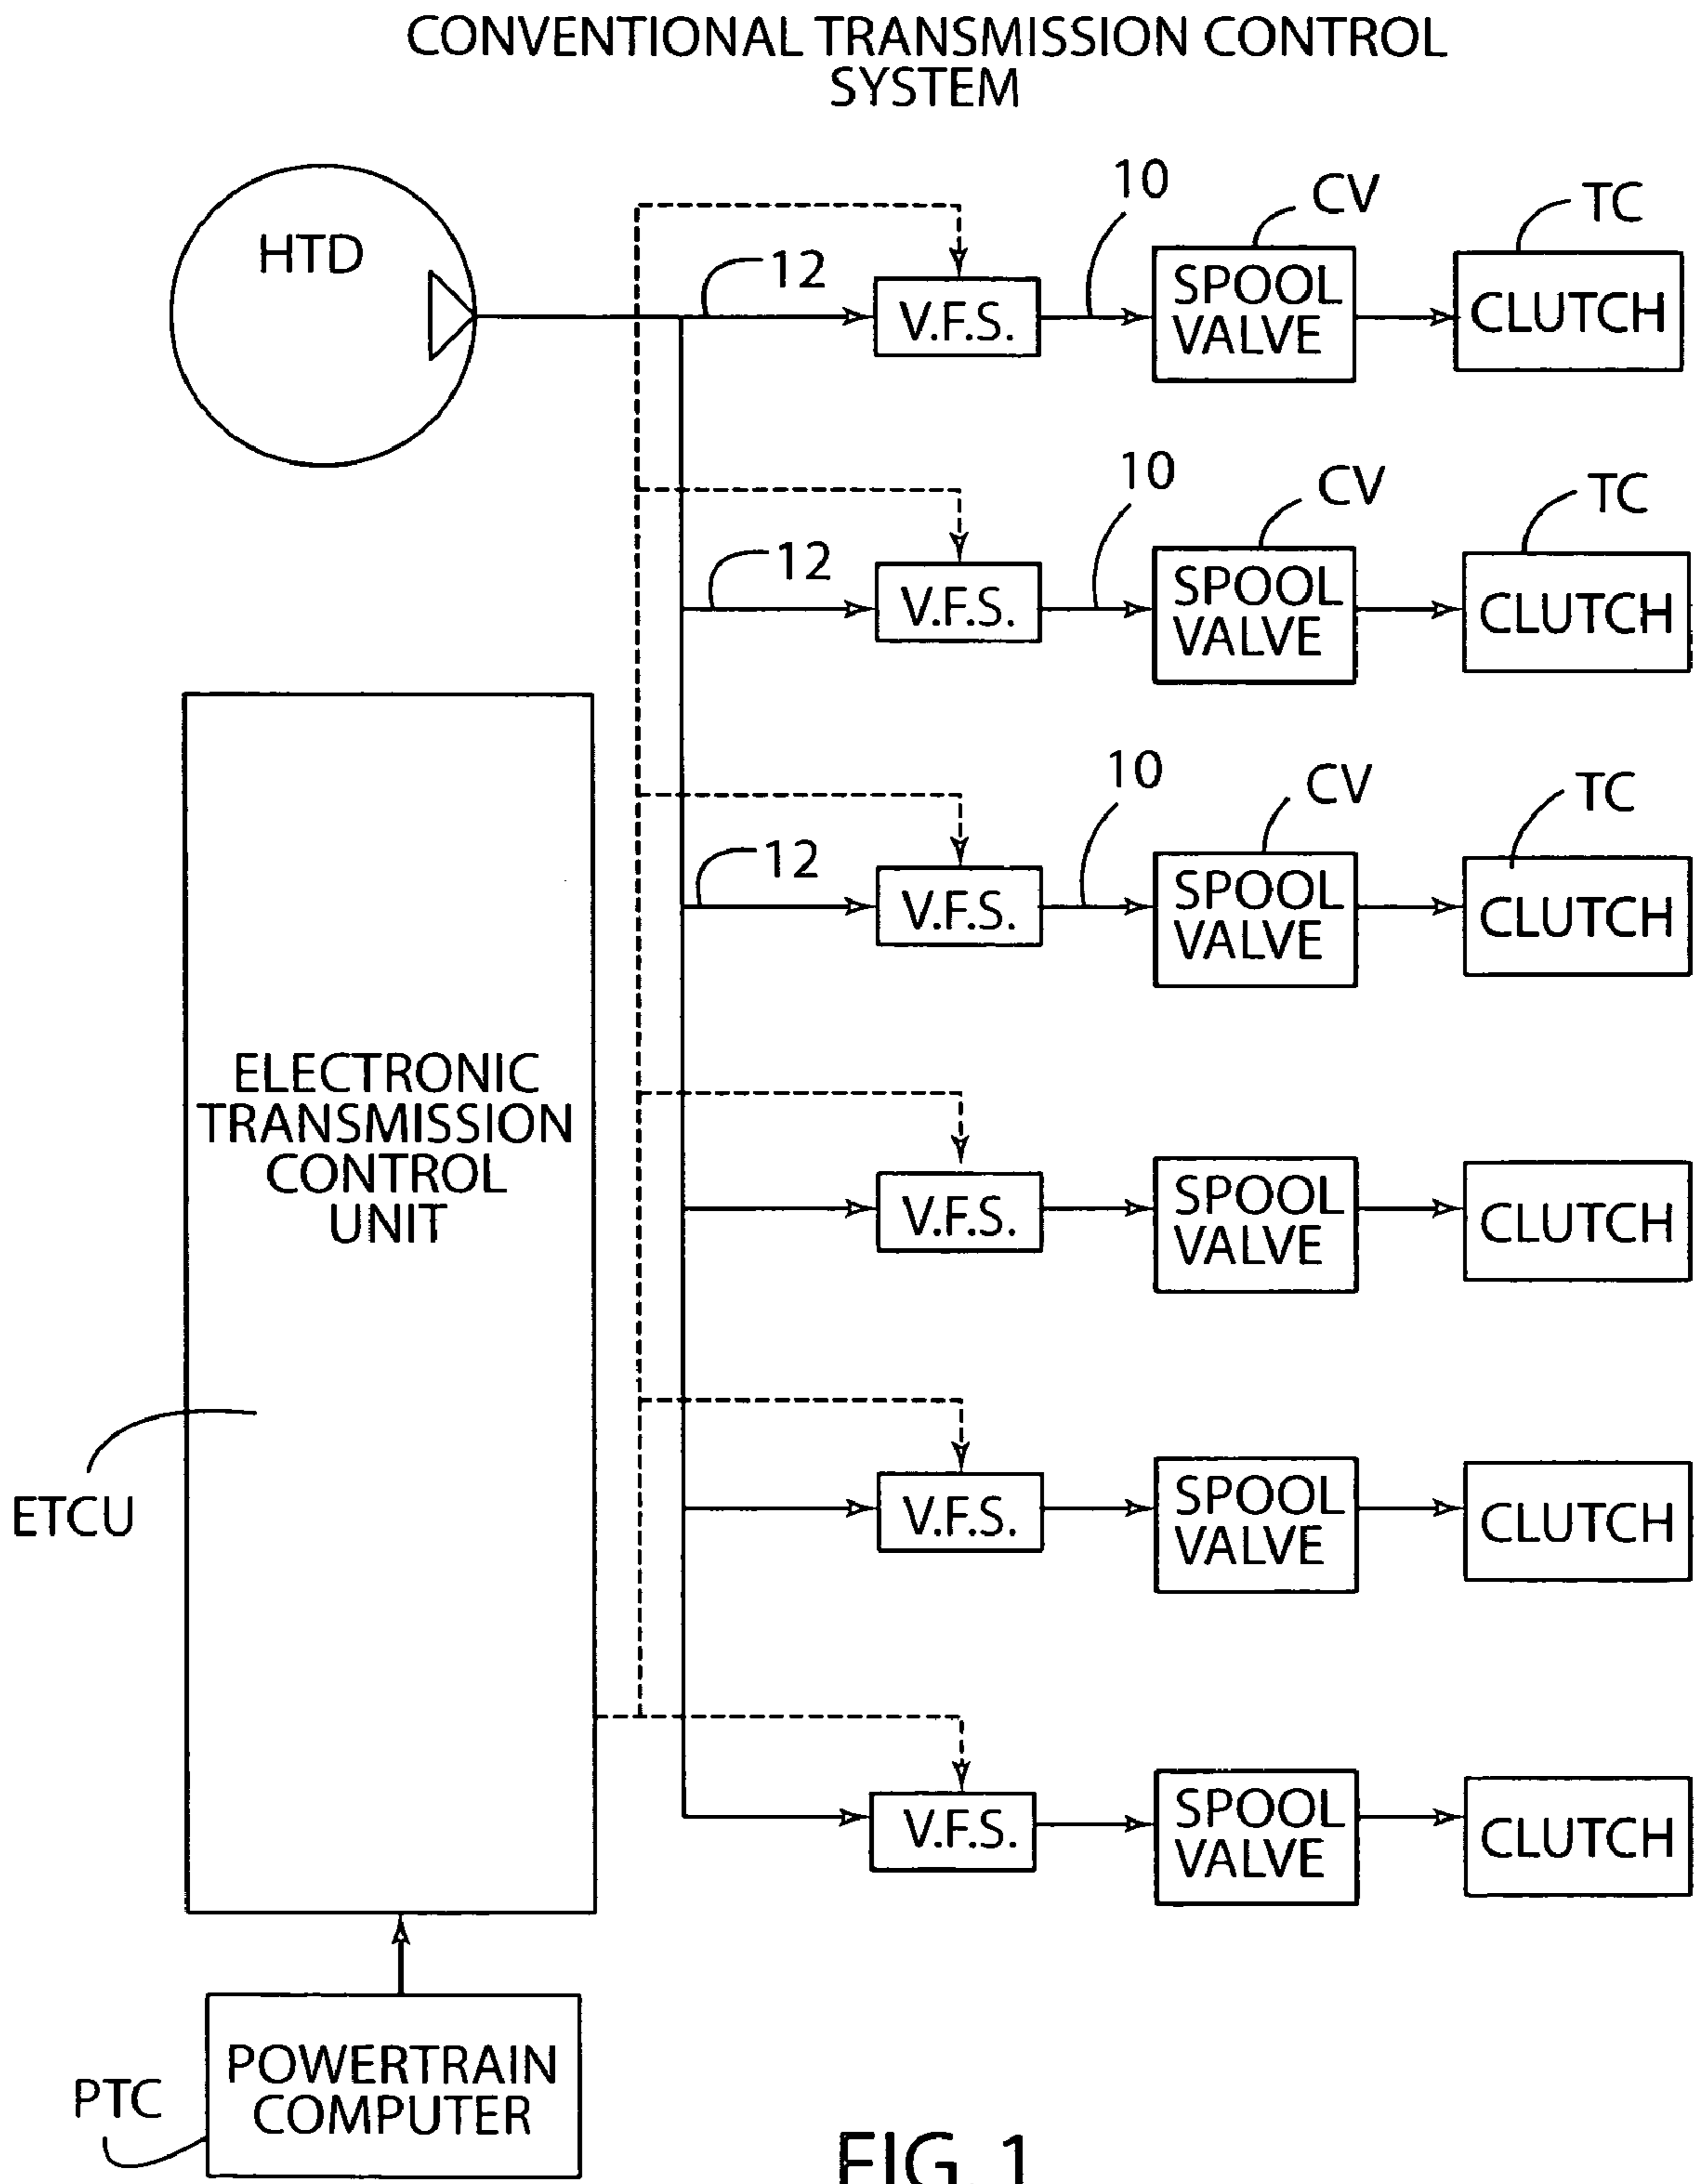 CONVENTIONAL TRANSMISSION CONTROL
SYSTEM
HTD
12
10
CV
TC
V.F.S.
SPOOL
VALVE
CLUTCH
12
10
CV
TC
V.F.S.
SPOOL
VALVE
CLUTCH
12
10
CV
TC
V.F.S.
SPOOL
VALVE
CLUTCH
ELECTRONIC
TRANSMISSION
CONTROL
UNIT
V.F.S.
SPOOL
VALVE
CLUTCH
ETCU
V.F.S.
SPOOL
VALVE
CLUTCH
V.F.S.
SPOOL
VALVE
CLUTCH
PTC
POWERTRAIN
COMPUTER
FIG. 1